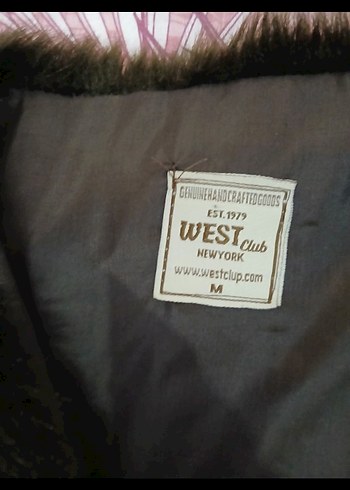 GENUINEHANDCRAFTEDGOODS
EST.1979
WEST Club
NEWYORK
www.westclup.com
M